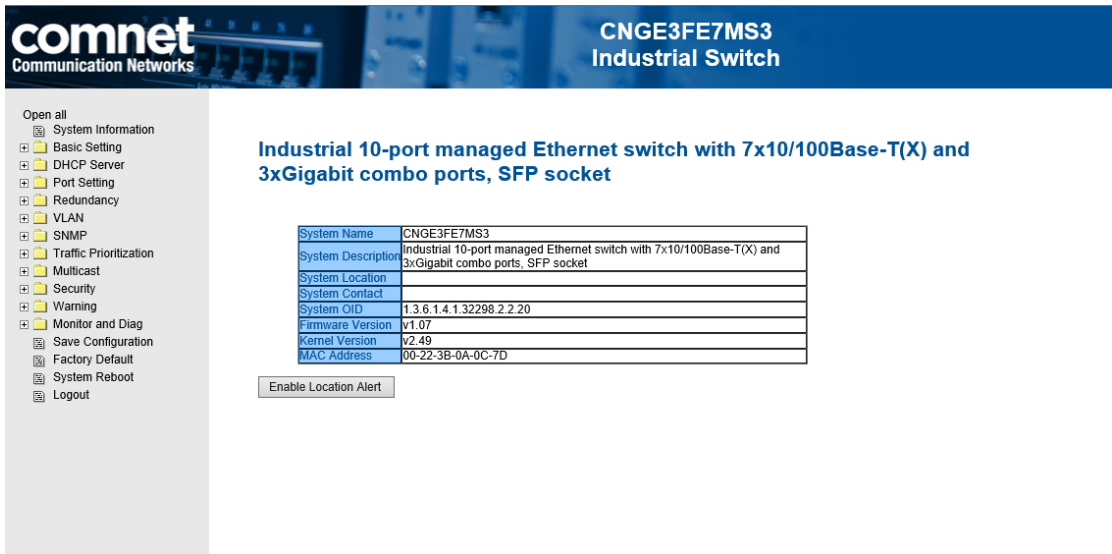 comnet
Communication Networks
CNGE3FE7MS3
Industrial Switch
Open all
System Information
Basic Setting
DHCP Server
Port Setting
Redundancy
VLAN
SNMP
Traffic Prioritization
Multicast
Security
Warning
Monitor and Diag
Save Configuration
Factory Default
System Reboot
Logout
Industrial 10-port managed Ethernet switch with 7x10/100Base-T(X) and
3xGigabit combo ports, SFP socket
System Name CNGE3FE7MS3
System Description Industrial 10-port managed Ethernet switch with 7x10/100Base-T(X) and
3xGigabit combo ports, SFP socket
System Location
System Contact
System OID 1.3.6.1.4.1.32298.2.2.20
Firmware Version v1.07
Kernel Version v2.49
MAC Address 00-22-3B-0A-0C-7D
Enable Location Alert